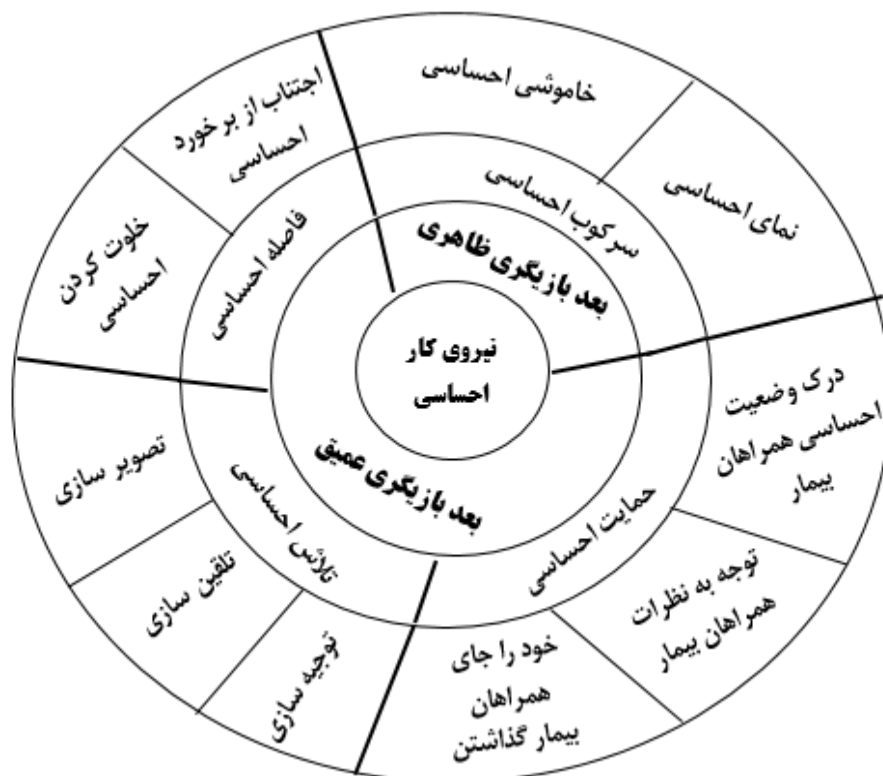 خاموشی احساسی
نمای احساسی
اجتناب از برخورد
احساسی
خلوت کردن
احساسی
سرکوب احساسی
فاصله احساسی
بعد بازیگری ظاهری
نیروی کار
احساسی
بعد بازیگری عمیق
درک وضعیت
احساسی همراهان
بیمار
حمایت احساسی
تلاش احساسی
تصویر سازی
تلقین سازی
توجیه سازی
توجه به نظرات
همراهان بیمار
خود را جای
همراهان
بیمار گذاشتن